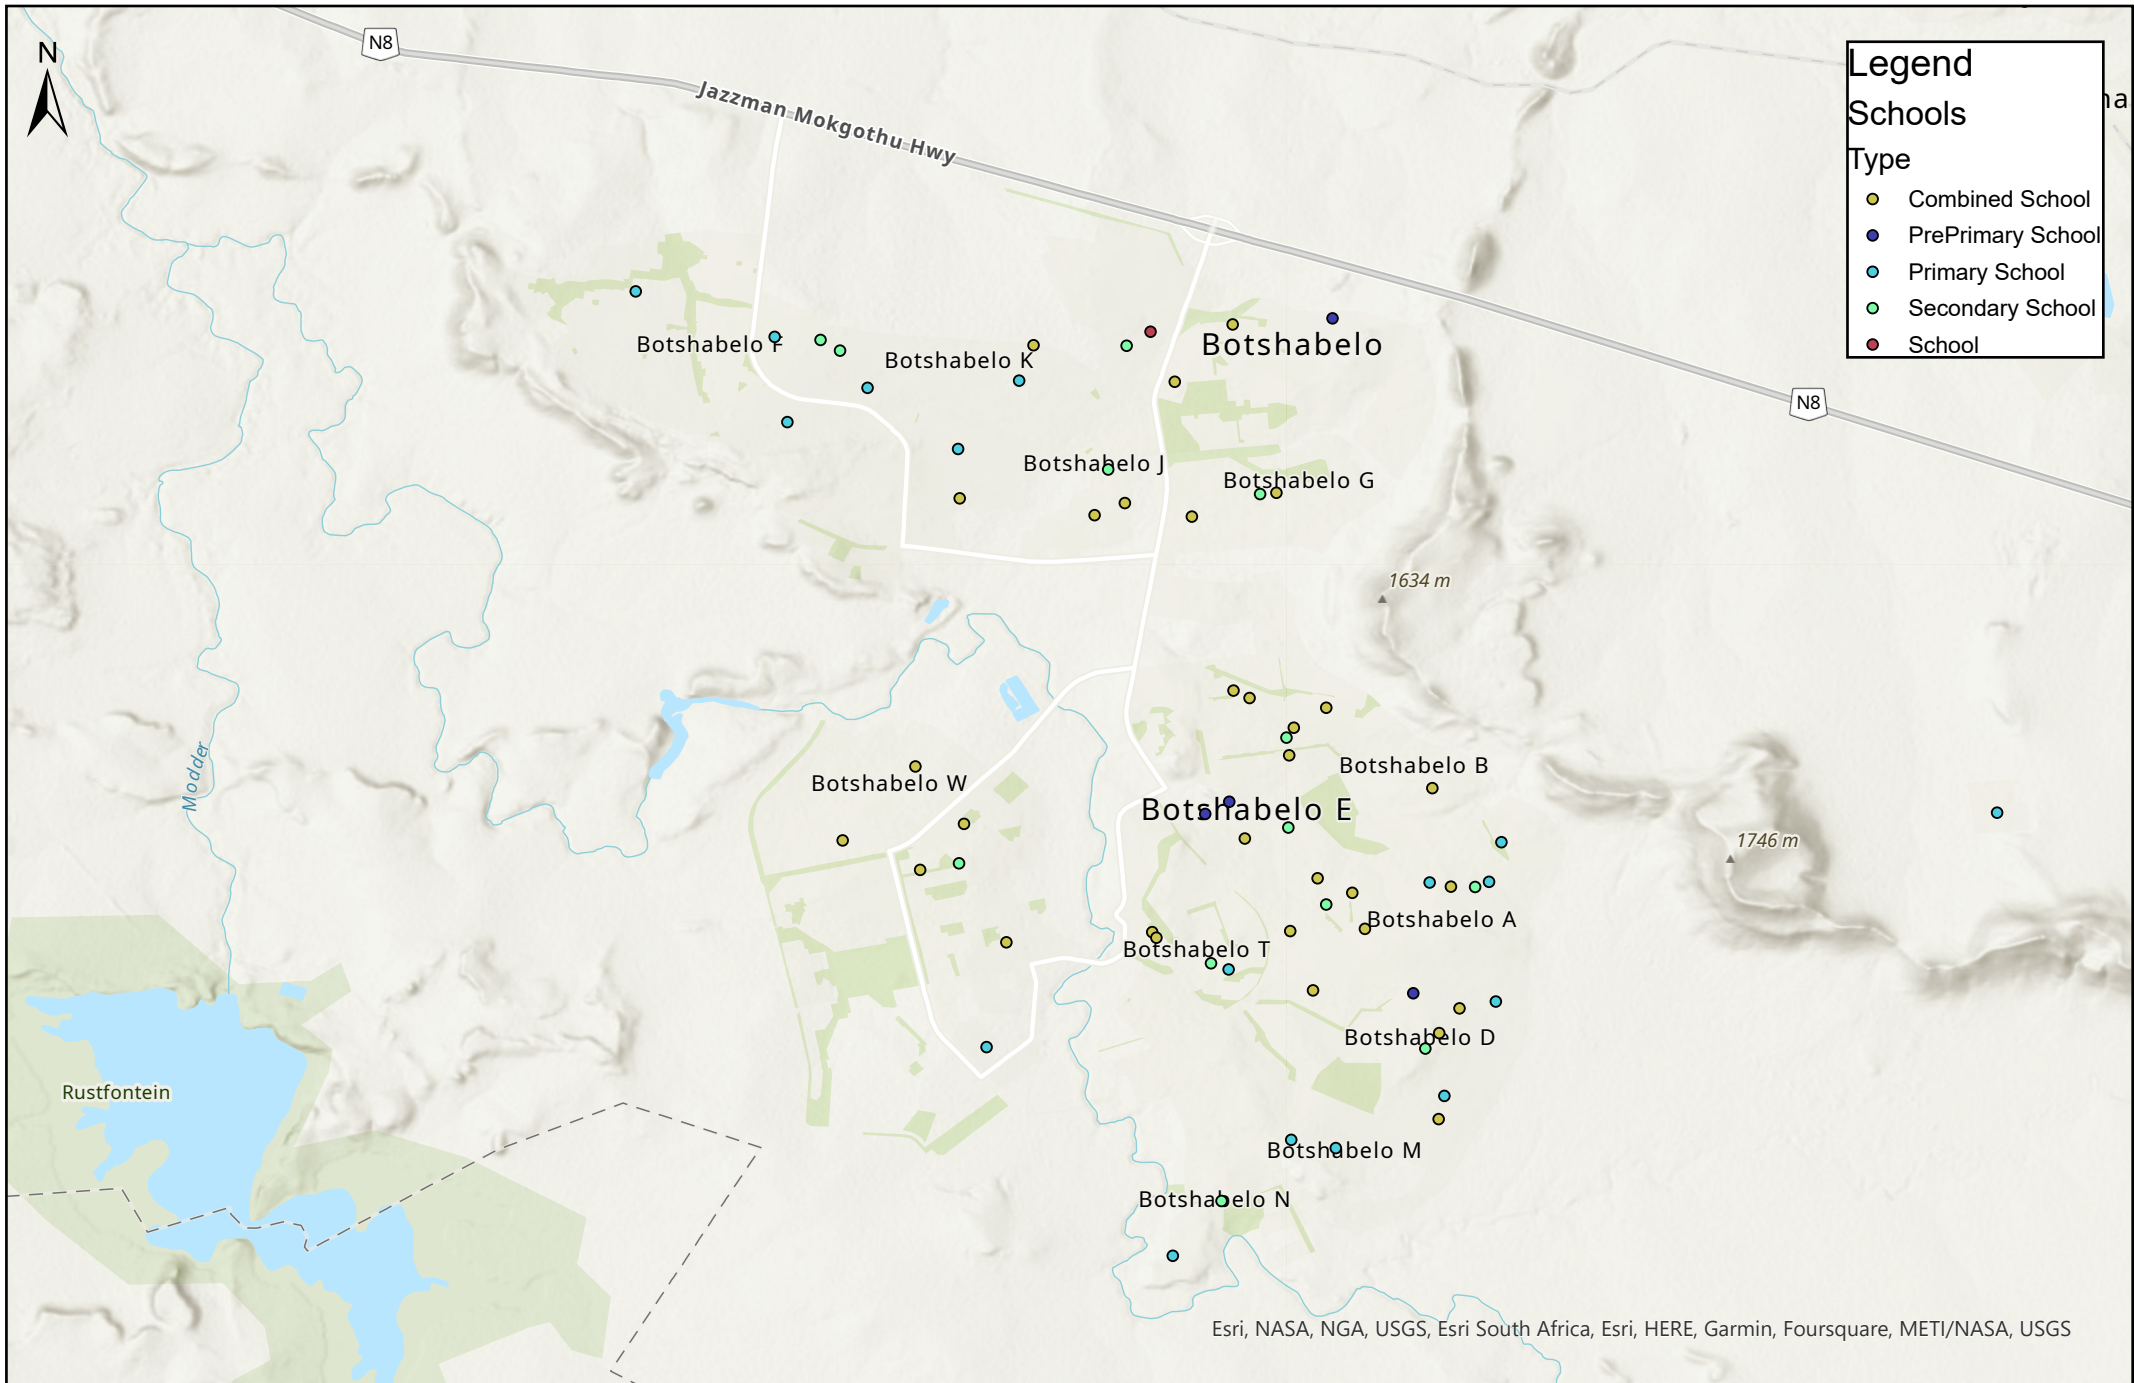 N
N8
Jazzman Mokgothu Hwy
Legend
Schools
Type
Combined School
PrePrimary School
Primary School
Secondary School
School
Botshabelo F
Botshabelo K
Botshabelo
N8
Botshabelo J
Botshabelo G
1634 m
Modder
Botshabelo W
Botshabelo B
Botshabelo E
1746 m
Botshabelo A
Botshabelo T
Botshabelo D
Rustfontein
Botshabelo M
Botshabelo N
Esri, NASA, NGA, USGS, Esri South Africa, Esri, HERE, Garmin, Foursquare, METI/NASA, USGS